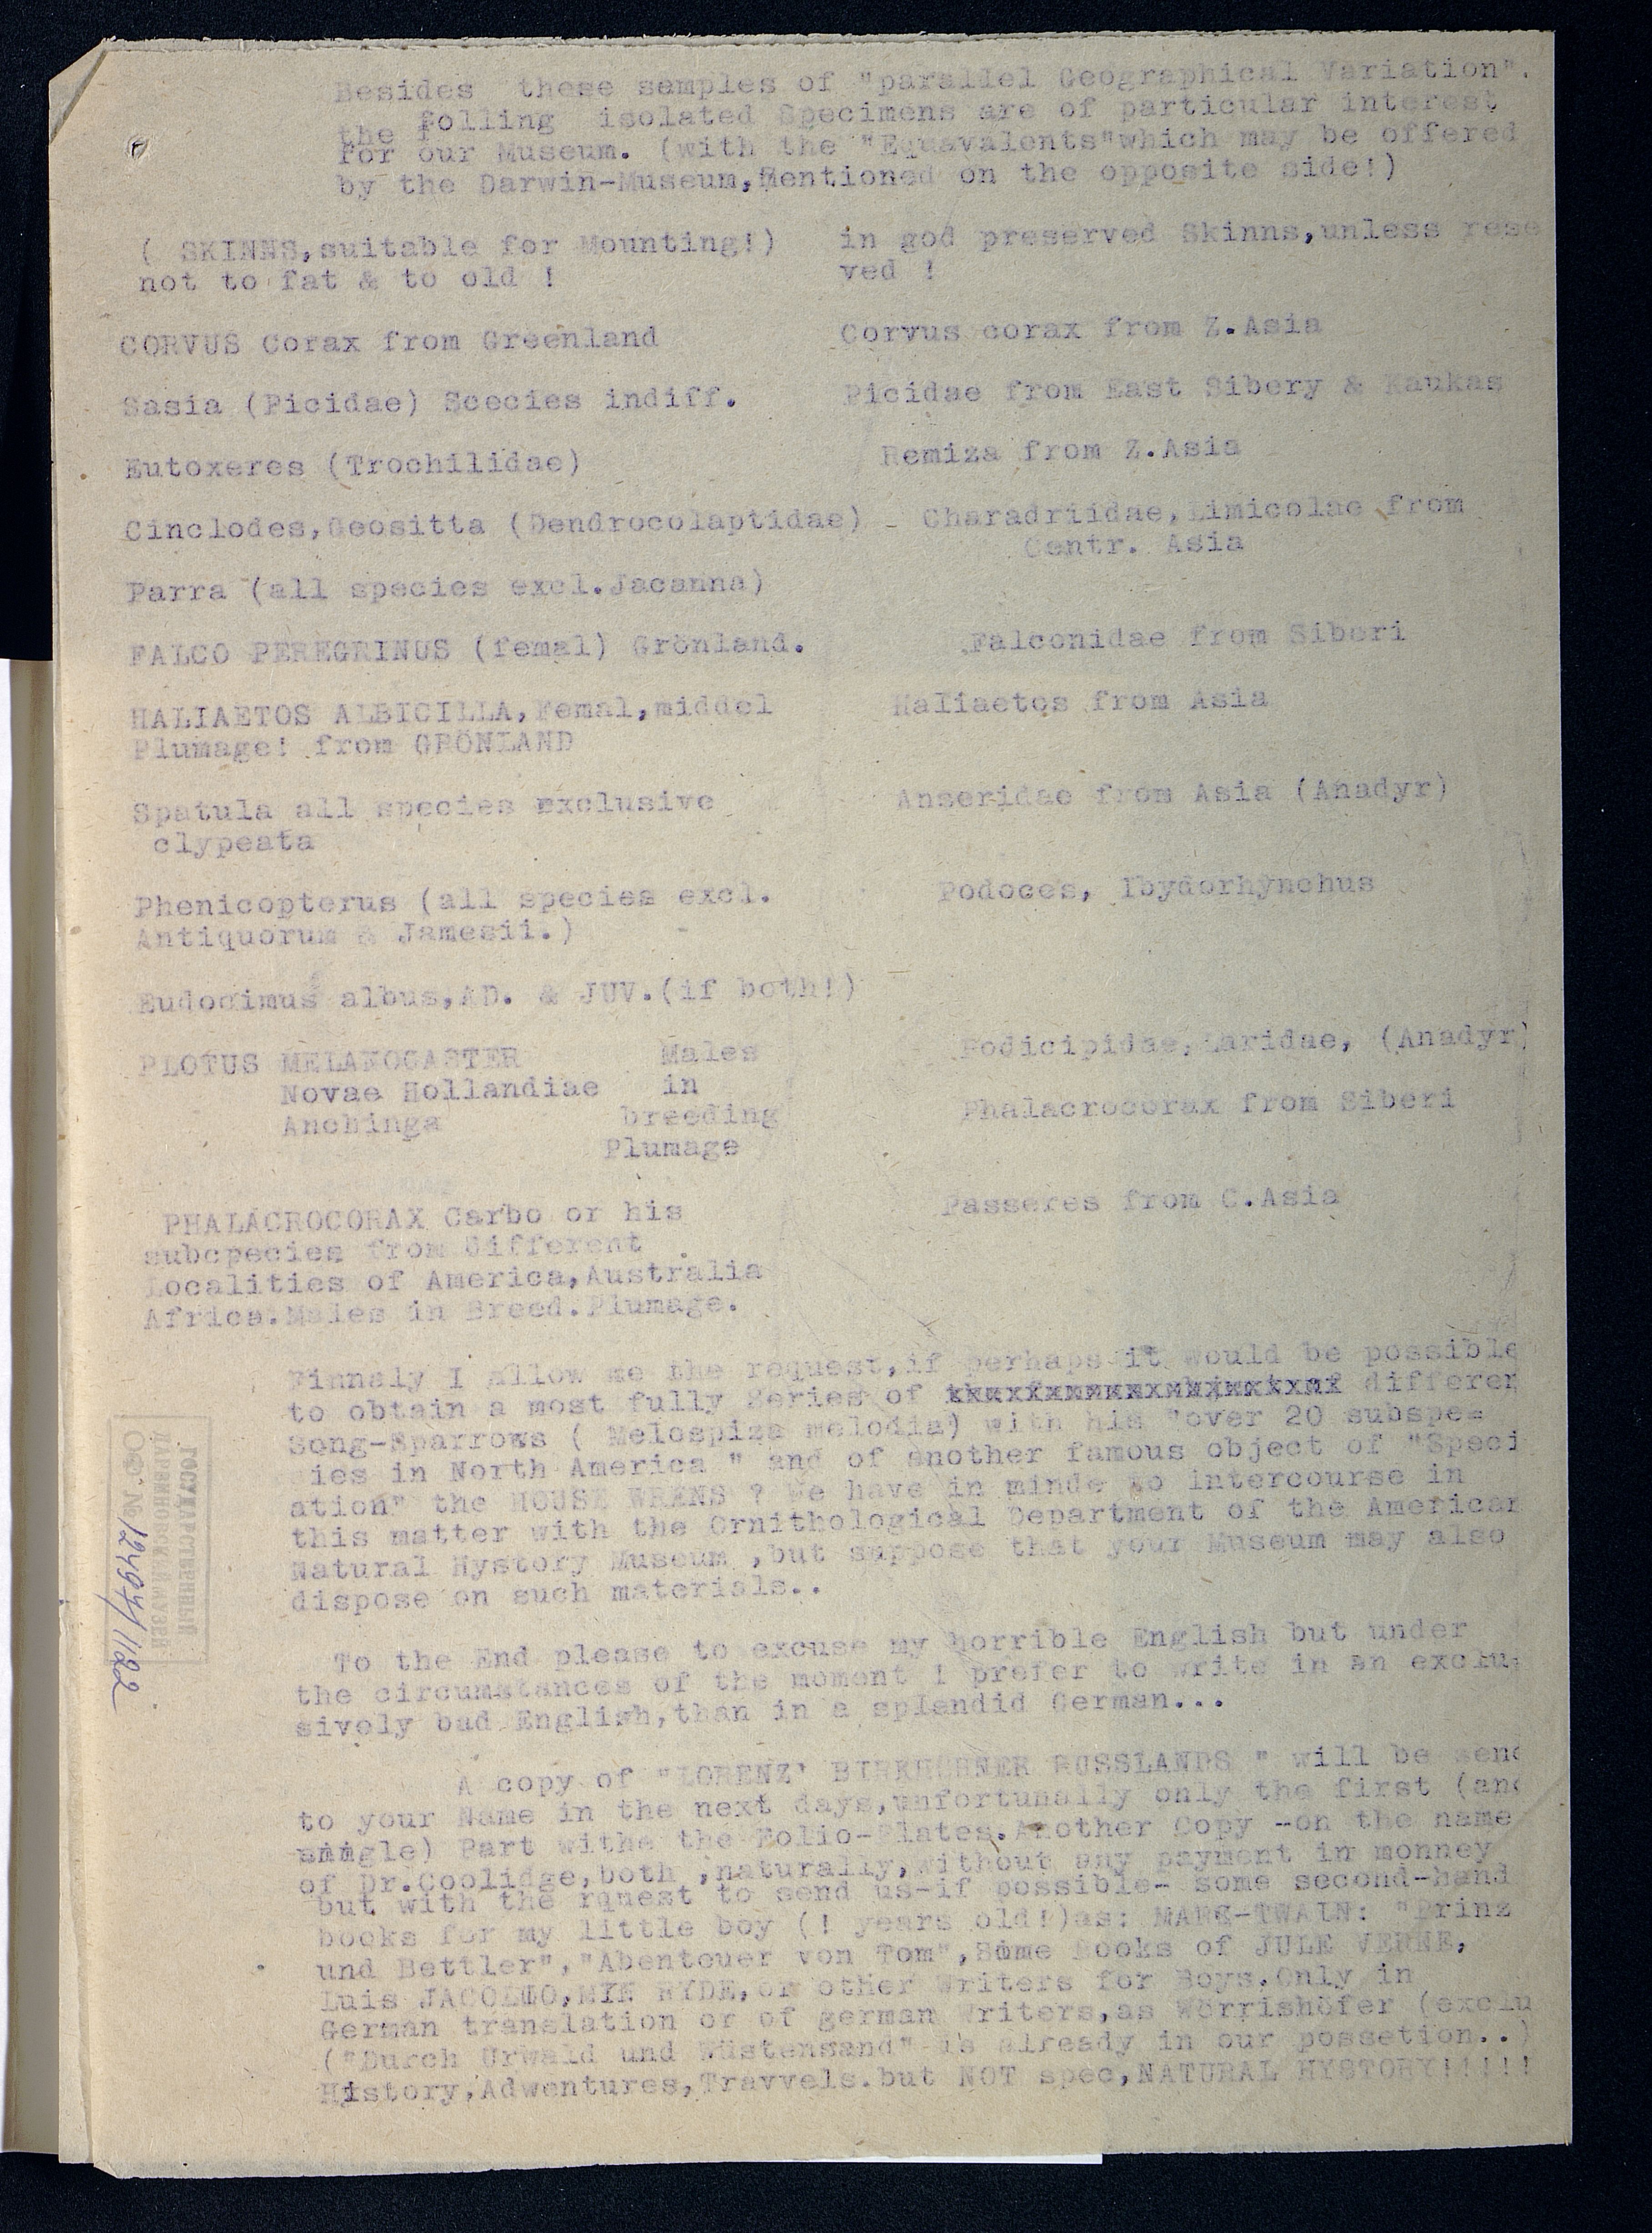 Besides these samples of "parallel Geographical Variation".
the folling isolated Specimens are of particular interest
for our Museum. (with the "Equavalents"which may be offered
by the Darwin-Museum,Mentioned on the opposite side!)
( SKINNS,suitable for Mounting!)
not to fat & to old !
in god preserved Skinns,unless rese
ved !
CORVUS Corax from Greenland
Corvus corax from Z.Asia
Sasia (Picidae) Scecies indiff.
Picidae from East Sibery & Kaukas
Eutoxeres (Trochilidae)
Remiza from Z.Asia
Cinclodes,Geositta (Dendrocolaptidae) -
Charadriidae,Limicolae from
Centr. Asia
Parra (all species excl.Jacanna)
FALCO PEREGRINUS (femal) Grönland.
Falconidae from Siberi
HALIAETOS ALBICILLA,Femal,middel
Plumage! from GRÖNLAND
Haliaetos from Asia
Spatula all species exclusive
clypeata
Anseridae from Asia (Anadyr)
Phenicopterus (all species excl.
Antiquorum & Jamesii.)
Podoces, Ibydorhynchus
Eudocimus albus,AD. & JUV.(if both!)
PLOTUS MELANOGASTER Males
Novae Hollandiae in
Anchinga breeding
Plumage
Podicipidae,Laridae, (Anadyr)
Phalacrocorax from Siberi
PHALACROCORAX Carbo or his
subcpecies from Different
Localities of America,Australia
Africa.Males in Breed.Plumage.
Passeres from C.Asia
Finnaly I allow me the request,if perhaps it would be possible
to obtain a most fully Series of differen
Song-Sparrows ( Melospiza melodia) with his "over 20 subspe=
ies in North America " and of another famous object of "Speci
ation" the HOUSE WRENS ? We have in minde to intercourse in
this matter with the Ornithological Department of the American
Natural Hystory Museum ,but suppose that your Museum may also
dispose on such materials..
To the End please to excuse my horrible English but under
the circumstances of the moment I prefer to write in an exclu-
sively bad English,than in a splendid German...
A copy of "LORENZ' BIRKHÜHNER RUSSLANDS " will be send
to your Name in the next days,unfortunally only the first (and
single) Part withe the Folio-Plates.Another Copy --on the name
of Dr.Coolidge,both ,naturally,without any payment in monney
but with the rquest to send us-if possible- some second-hand
books for my little boy (! years old!)as: MARK-TWAIN: "Prinz
und Bettler","Abenteuer von Tom",Some Books of JULE VERNE,
Luis JACOLIO, RYDE,or other Writers for Boys.Only in
German translation or of german Writers,as Wörrishöfer (exclu
("Durch Urwald und Wüstensand" is already in our possetion..)
History,Adwentures,Travvels.but NOT spec,NATURAL HYSTORY!!!!!
ГОСУДАРСТВЕННЫЙ
ДАРВИНОВСКИЙ МУЗЕЙ
ОФ №12497/1122